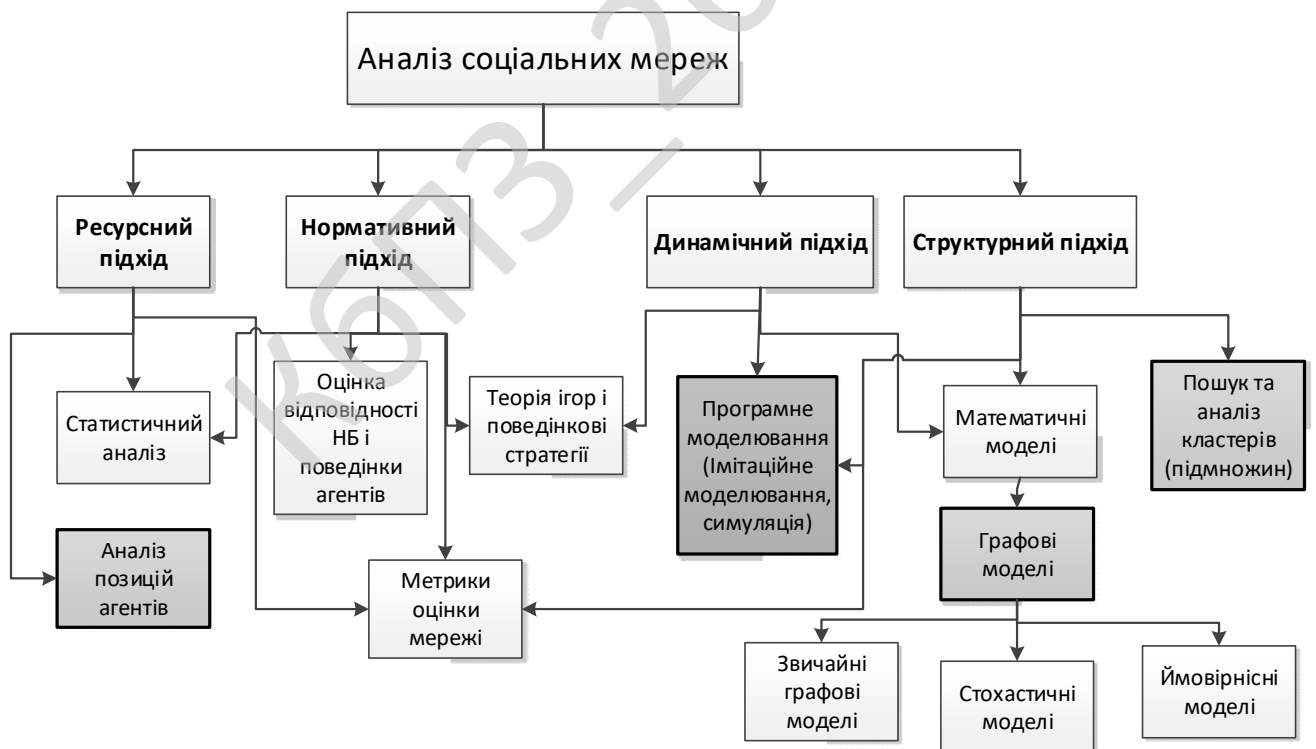 Аналіз соціальних мереж
Ресурсний
підхід
Нормативний
підхід
Динамічний підхід
Структурний підхід
Статистичний
аналіз
Оцінка
відповідності
НБ і
поведінки
агентів
Теорія ігор і
поведінкові
стратегії
Програмне
моделювання
(Імітаційне
моделювання,
симуляція)
Математичні
моделі
Пошук та
аналіз
кластерів
(підмножин)
Аналіз
позицій
агентів
Метрики
оцінки
мережі
Графові
моделі
Звичайні
графові
моделі
Стохастичні
моделі
Ймовірнісні
моделі